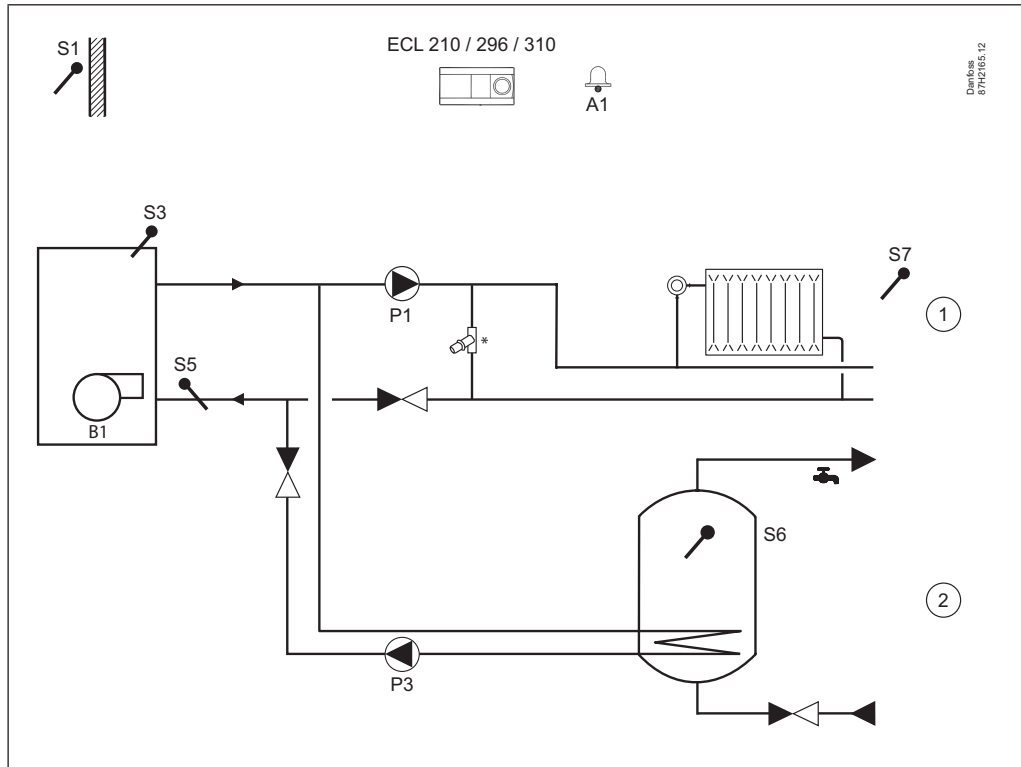 S1
ECL 210 / 296 / 310
A1
Danfoss
87H2165.12
S3
S7
P1
1
*
S5
B1
S6
2
P3